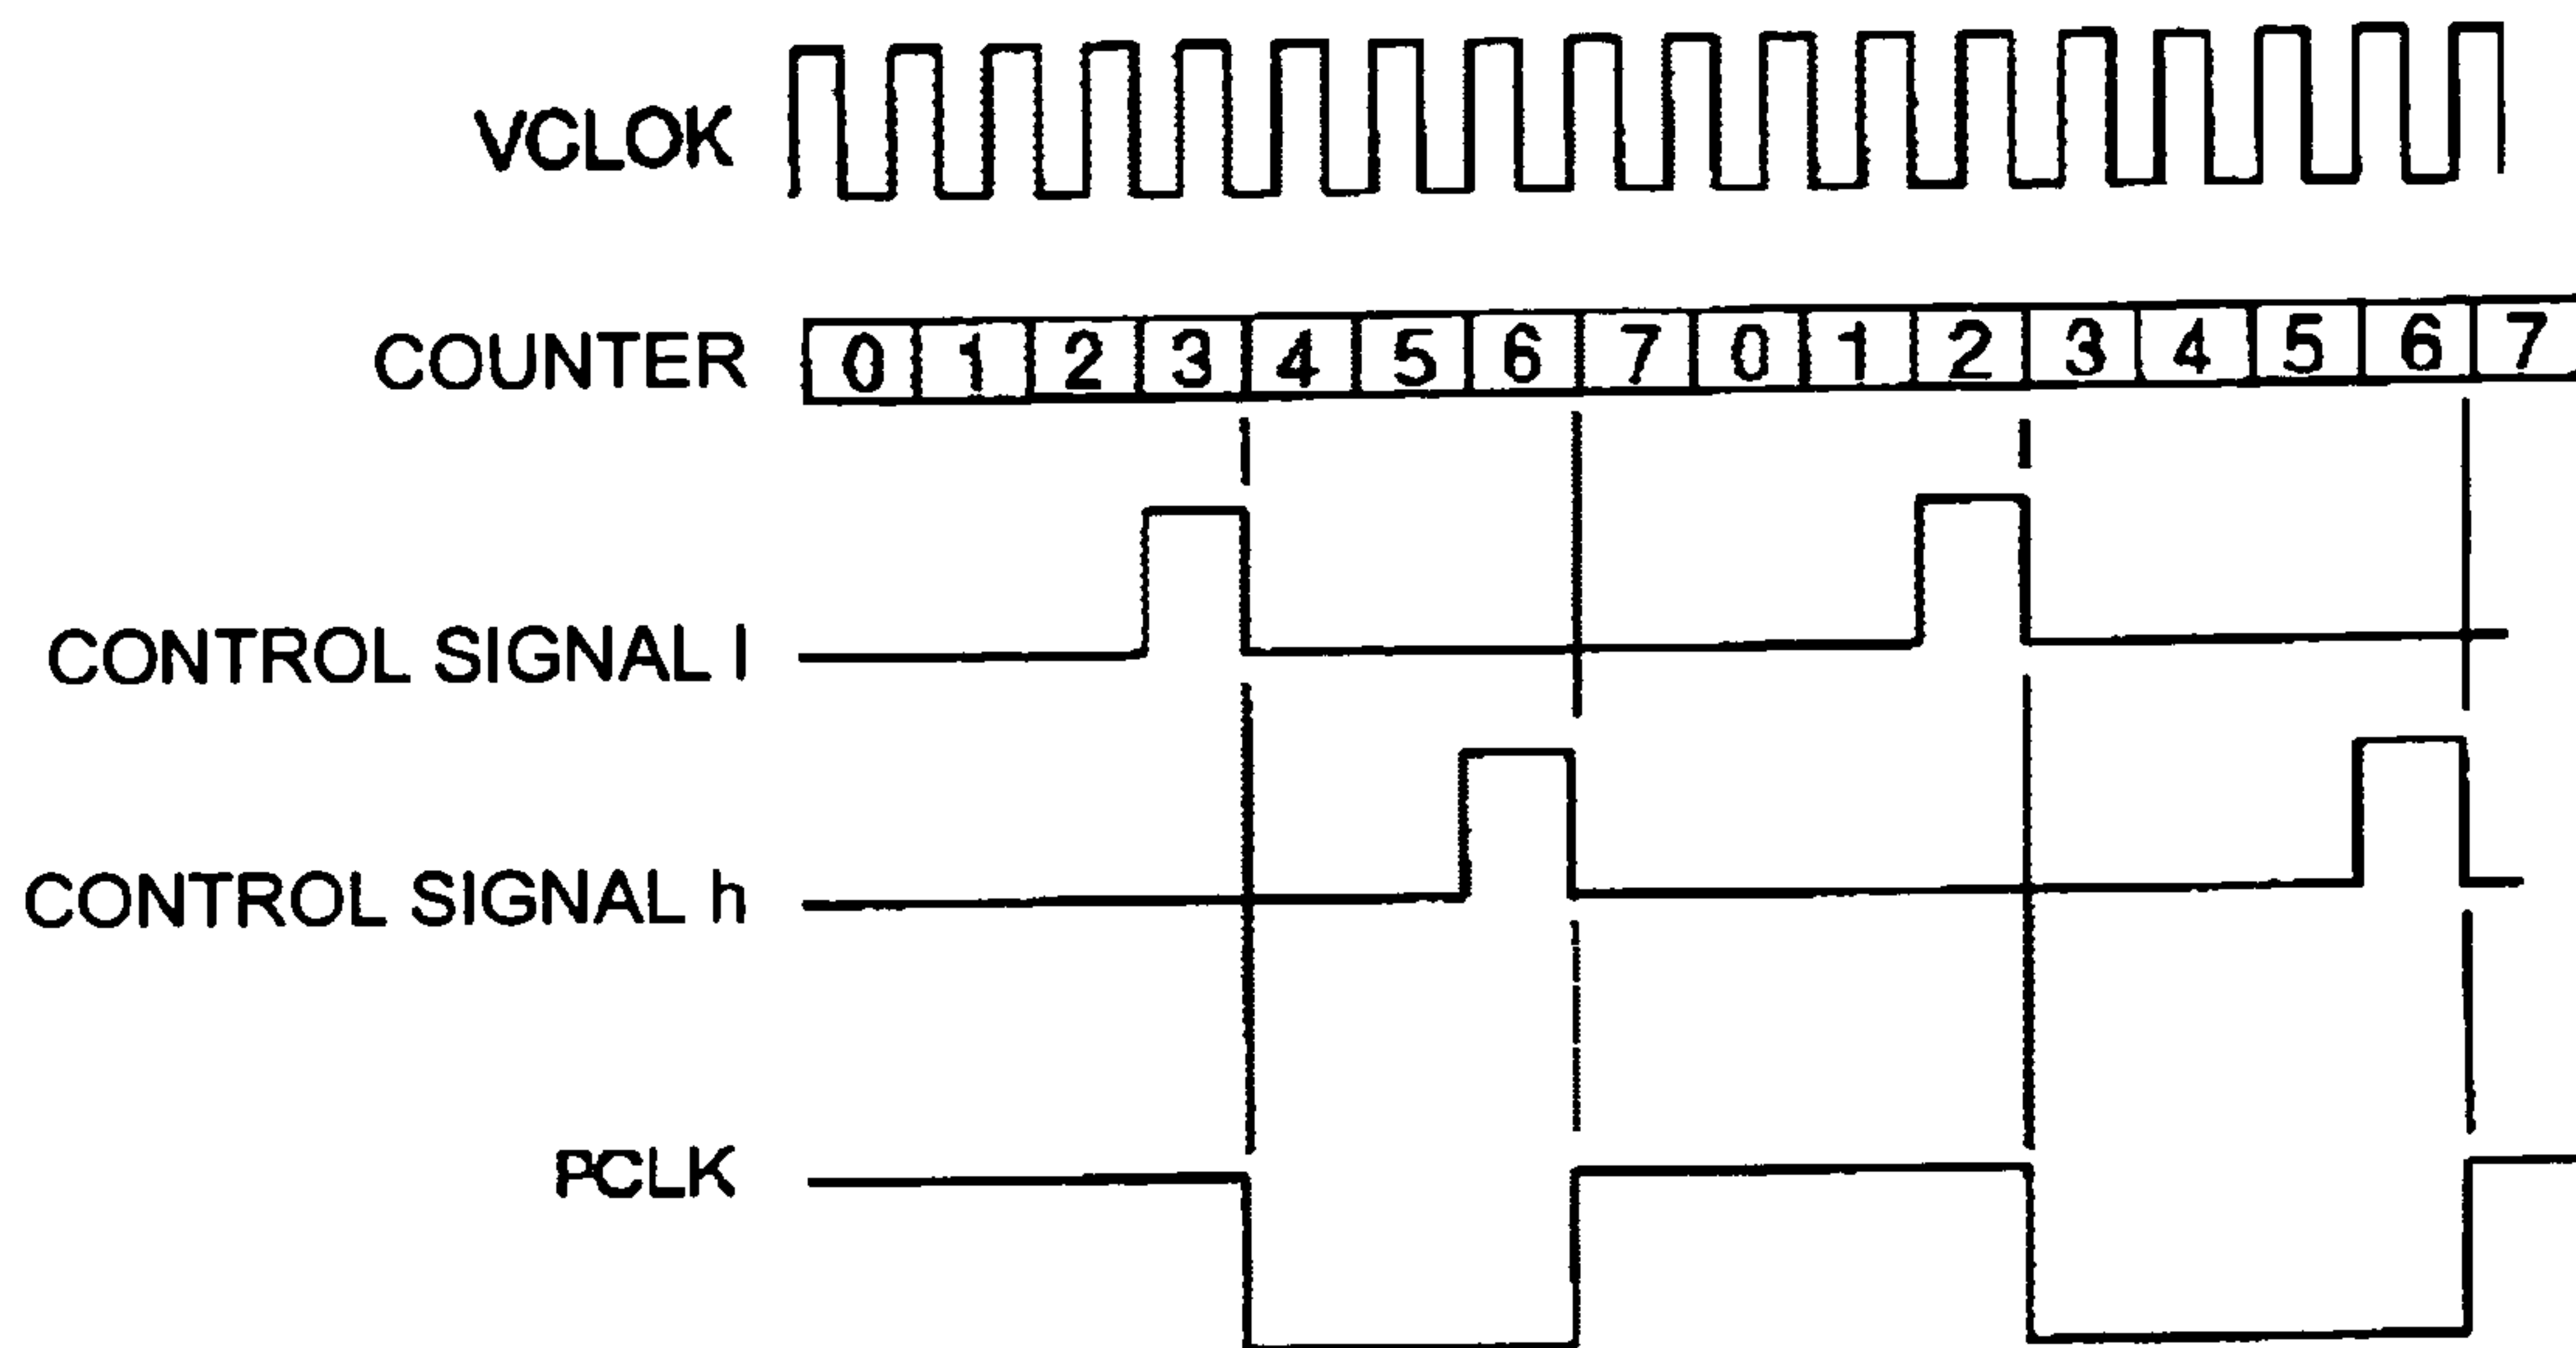 VCLOK
COUNTER 0 1 2 3 4 5 6 7 0 1 2 3 4 5 6 7
CONTROL SIGNAL l
CONTROL SIGNAL h
PCLK